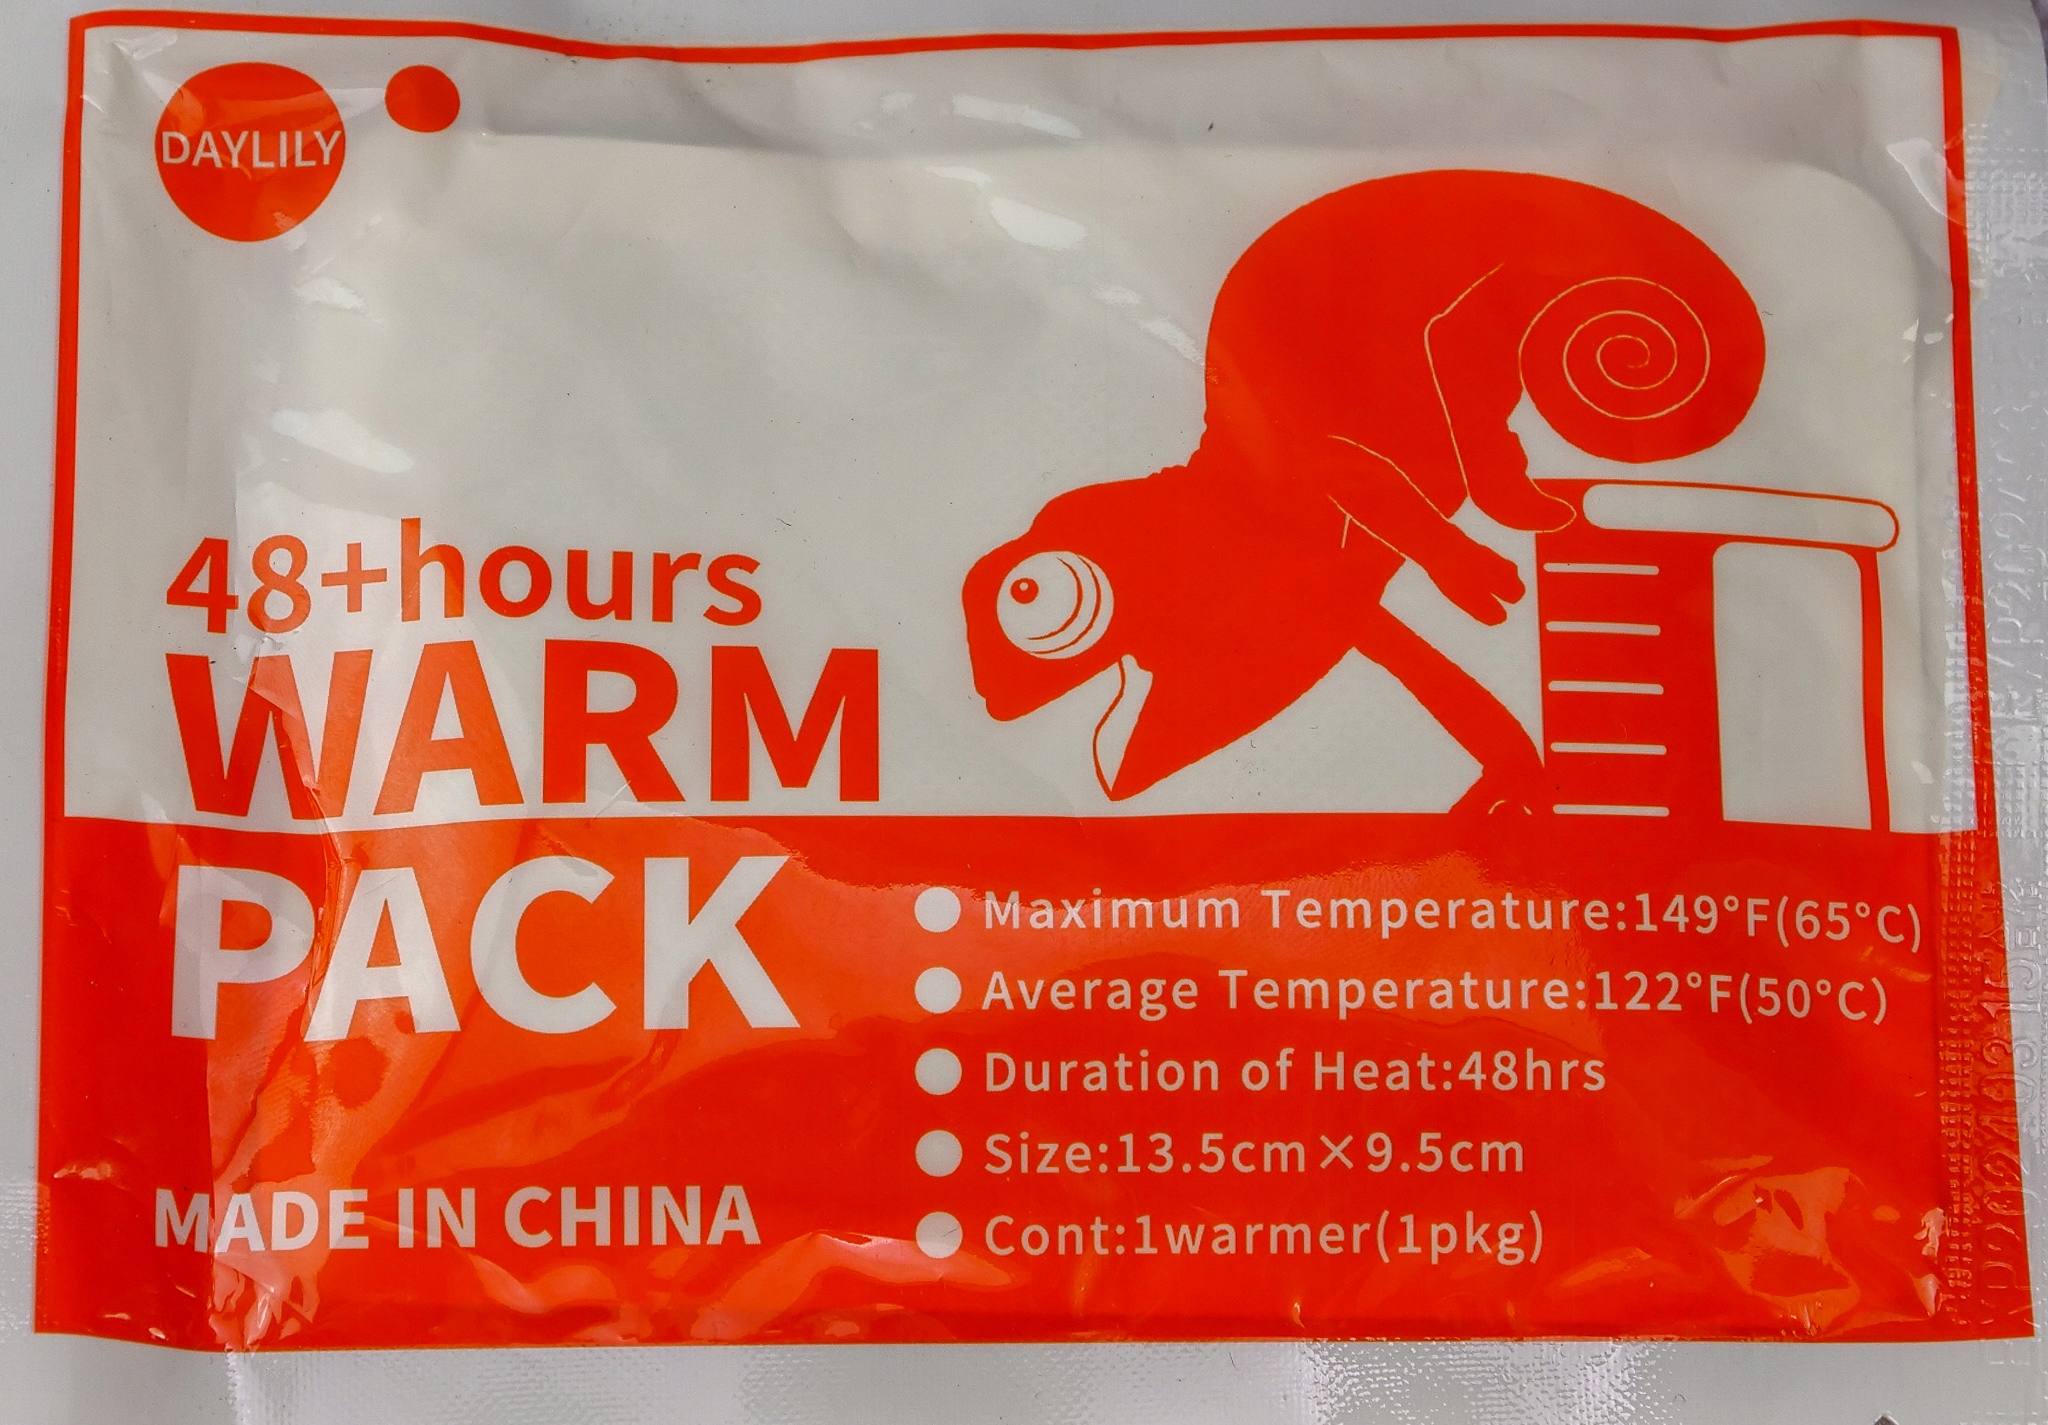 DAYLILY
48+hours
WARM
PACK
MADE IN CHINA
Maximum Temperature:149°F(65°C)
Average Temperature:122°F(50°C)
Duration of Heat:48hrs
Size:13.5cm×9.5cm
Cont:1warmer(1pkg)